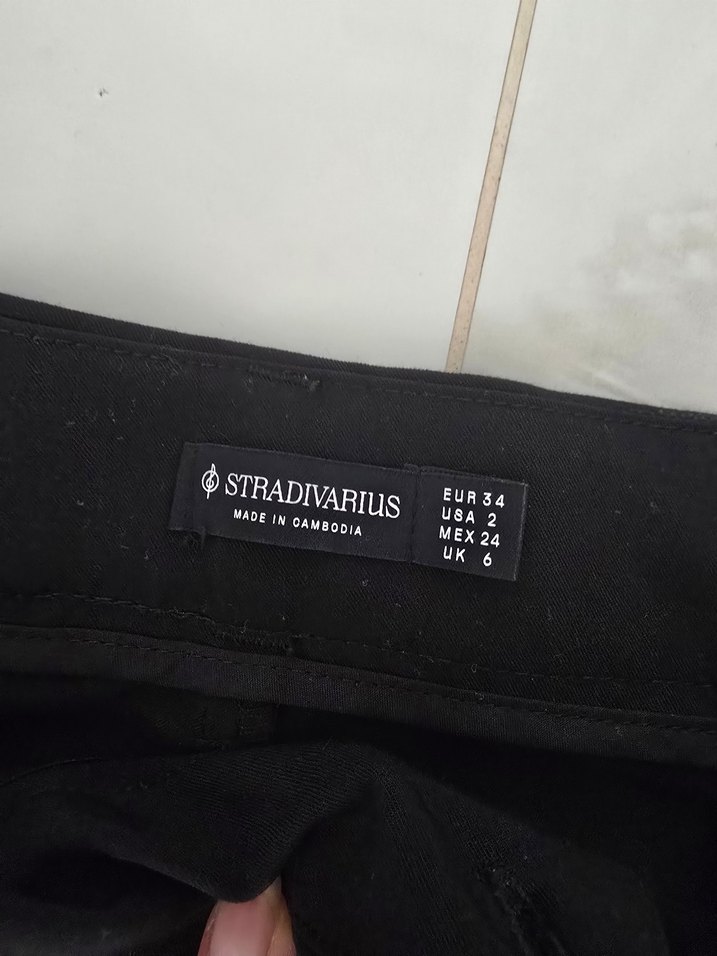 STRADIVARIUS
MADE IN CAMBODIA
EUR 34
USA 2
MEX 24
UK 6